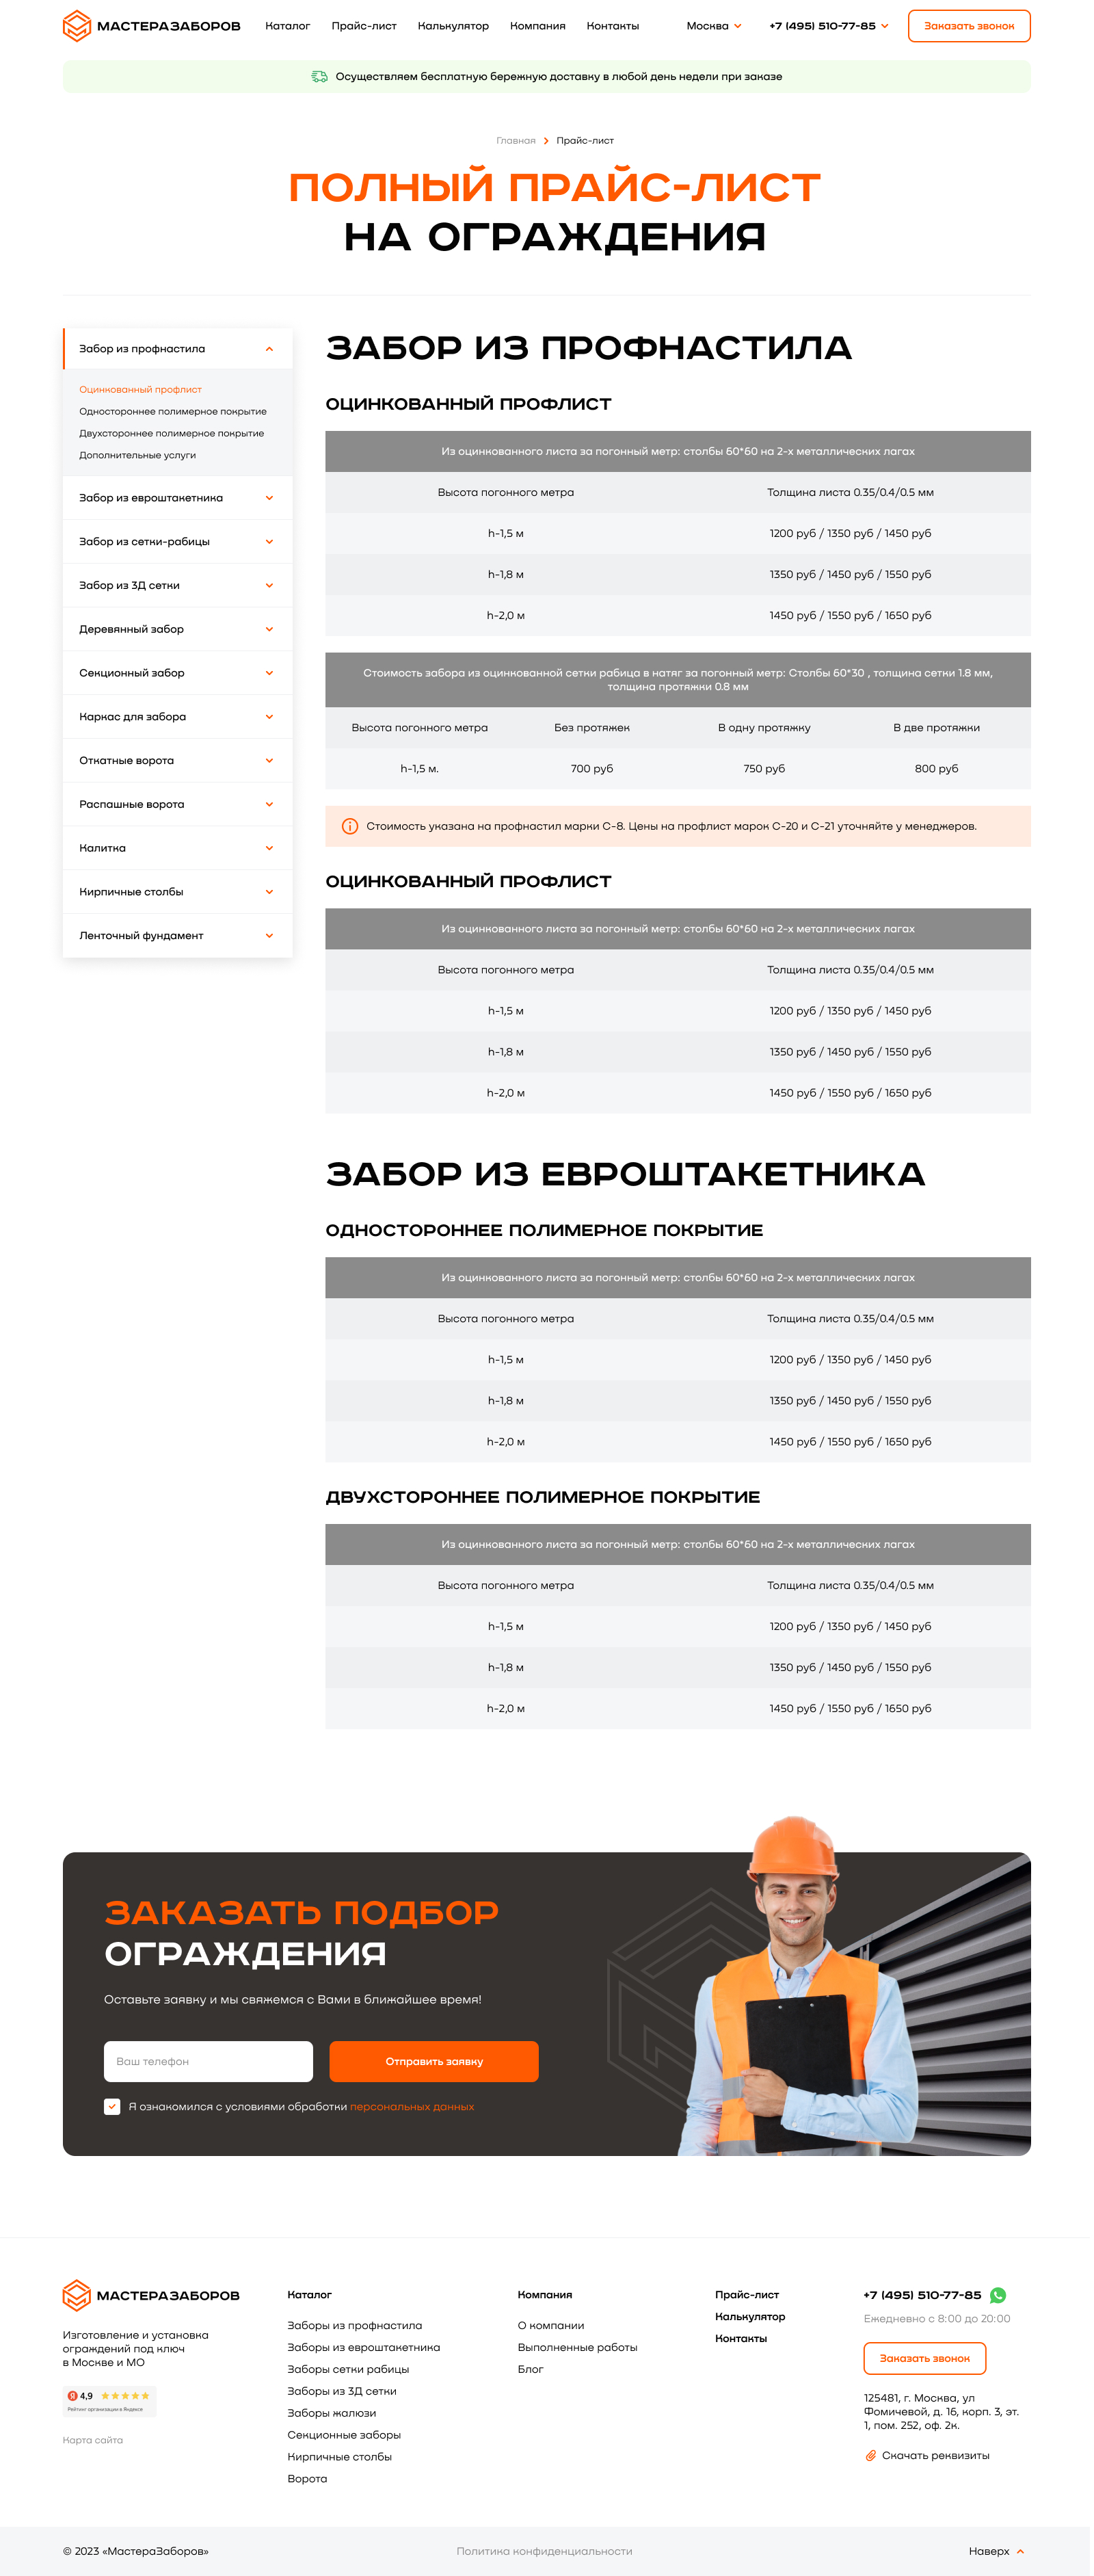 МАСТЕРАЗАБОРОВ
Каталог
Прайс-лист
Калькулятор
Компания
Контакты
Москва
+7 (495) 510-77-85
Заказать звонок
Осуществляем бесплатную бережную доставку в любой день недели при заказе
Главная
Прайс-лист
ПОЛНЫЙ ПРАЙС-ЛИСТ
НА ОГРАЖДЕНИЯ
Забор из профнастила
Оцинкованный профлист
Одностороннее полимерное покрытие
Двухстороннее полимерное покрытие
Дополнительные услуги
Забор из евроштакетника
Забор из сетки-рабицы
Забор из 3Д сетки
Деревянный забор
Секционный забор
Каркас для забора
Откатные ворота
Распашные ворота
Калитка
Кирпичные столбы
Ленточный фундамент
ЗАБОР ИЗ ПРОФНАСТИЛА
ОЦИНКОВАННЫЙ ПРОФЛИСТ
Из оцинкованного листа за погонный метр: столбы 60*60 на 2-х металлических лагах
Высота погонного метра Толщина листа 0.35/0.4/0.5 мм
h-1,5 м 1200 руб / 1350 руб / 1450 руб
h-1,8 м 1350 руб / 1450 руб / 1550 руб
h-2,0 м 1450 руб / 1550 руб / 1650 руб
Стоимость забора из оцинкованной сетки рабица в натяг за погонный метр: Столбы 60*30 , толщина сетки 1.8 мм,
толщина протяжки 0.8 мм
Высота погонного метра Без протяжек В одну протяжку В две протяжки
h-1,5 м. 700 руб 750 руб 800 руб
Стоимость указана на профнастил марки С-8. Цены на профлист марок С-20 и С-21 уточняйте у менеджеров.
ОЦИНКОВАННЫЙ ПРОФЛИСТ
Из оцинкованного листа за погонный метр: столбы 60*60 на 2-х металлических лагах
Высота погонного метра Толщина листа 0.35/0.4/0.5 мм
h-1,5 м 1200 руб / 1350 руб / 1450 руб
h-1,8 м 1350 руб / 1450 руб / 1550 руб
h-2,0 м 1450 руб / 1550 руб / 1650 руб
ЗАБОР ИЗ ЕВРОШТАКЕТНИКА
ОДНОСТОРОННЕЕ ПОЛИМЕРНОЕ ПОКРЫТИЕ
Из оцинкованного листа за погонный метр: столбы 60*60 на 2-х металлических лагах
Высота погонного метра Толщина листа 0.35/0.4/0.5 мм
h-1,5 м 1200 руб / 1350 руб / 1450 руб
h-1,8 м 1350 руб / 1450 руб / 1550 руб
h-2,0 м 1450 руб / 1550 руб / 1650 руб
ДВУХСТОРОННЕЕ ПОЛИМЕРНОЕ ПОКРЫТИЕ
Из оцинкованного листа за погонный метр: столбы 60*60 на 2-х металлических лагах
Высота погонного метра Толщина листа 0.35/0.4/0.5 мм
h-1,5 м 1200 руб / 1350 руб / 1450 руб
h-1,8 м 1350 руб / 1450 руб / 1550 руб
h-2,0 м 1450 руб / 1550 руб / 1650 руб
ЗАКАЗАТЬ ПОДБОР
ОГРАЖДЕНИЯ
Оставьте заявку и мы свяжемся с Вами в ближайшее время!
Ваш телефон
Отправить заявку
Я ознакомился с условиями обработки персональных данных
МАСТЕРАЗАБОРОВ
Изготовление и установка
ограждений под ключ
в Москве и МО
Я 4,9
Рейтинг организации в Яндексе
Карта сайта
Каталог
Заборы из профнастила
Заборы из евроштакетника
Заборы сетки рабицы
Заборы из 3Д сетки
Заборы жалюзи
Секционные заборы
Кирпичные столбы
Ворота
Компания
О компании
Выполненные работы
Блог
Прайс-лист
Калькулятор
Контакты
+7 (495) 510-77-85
Ежедневно с 8:00 до 20:00
Заказать звонок
125481, г. Москва, ул
Фомичевой, д. 16, корп. 3, эт.
1, пом. 252, оф. 2к.
Скачать реквизиты
© 2023 «МастераЗаборов»
Политика конфиденциальности
Наверх